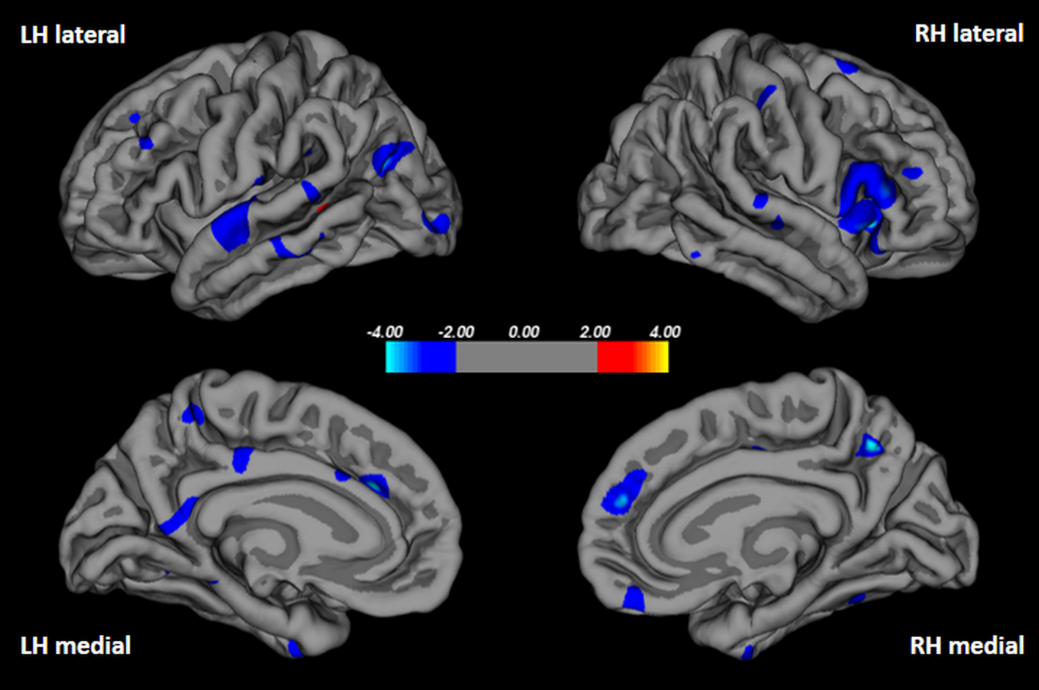 LH lateral
RH lateral
-4.00 -2.00 0.00 2.00 4.00
LH medial
RH medial